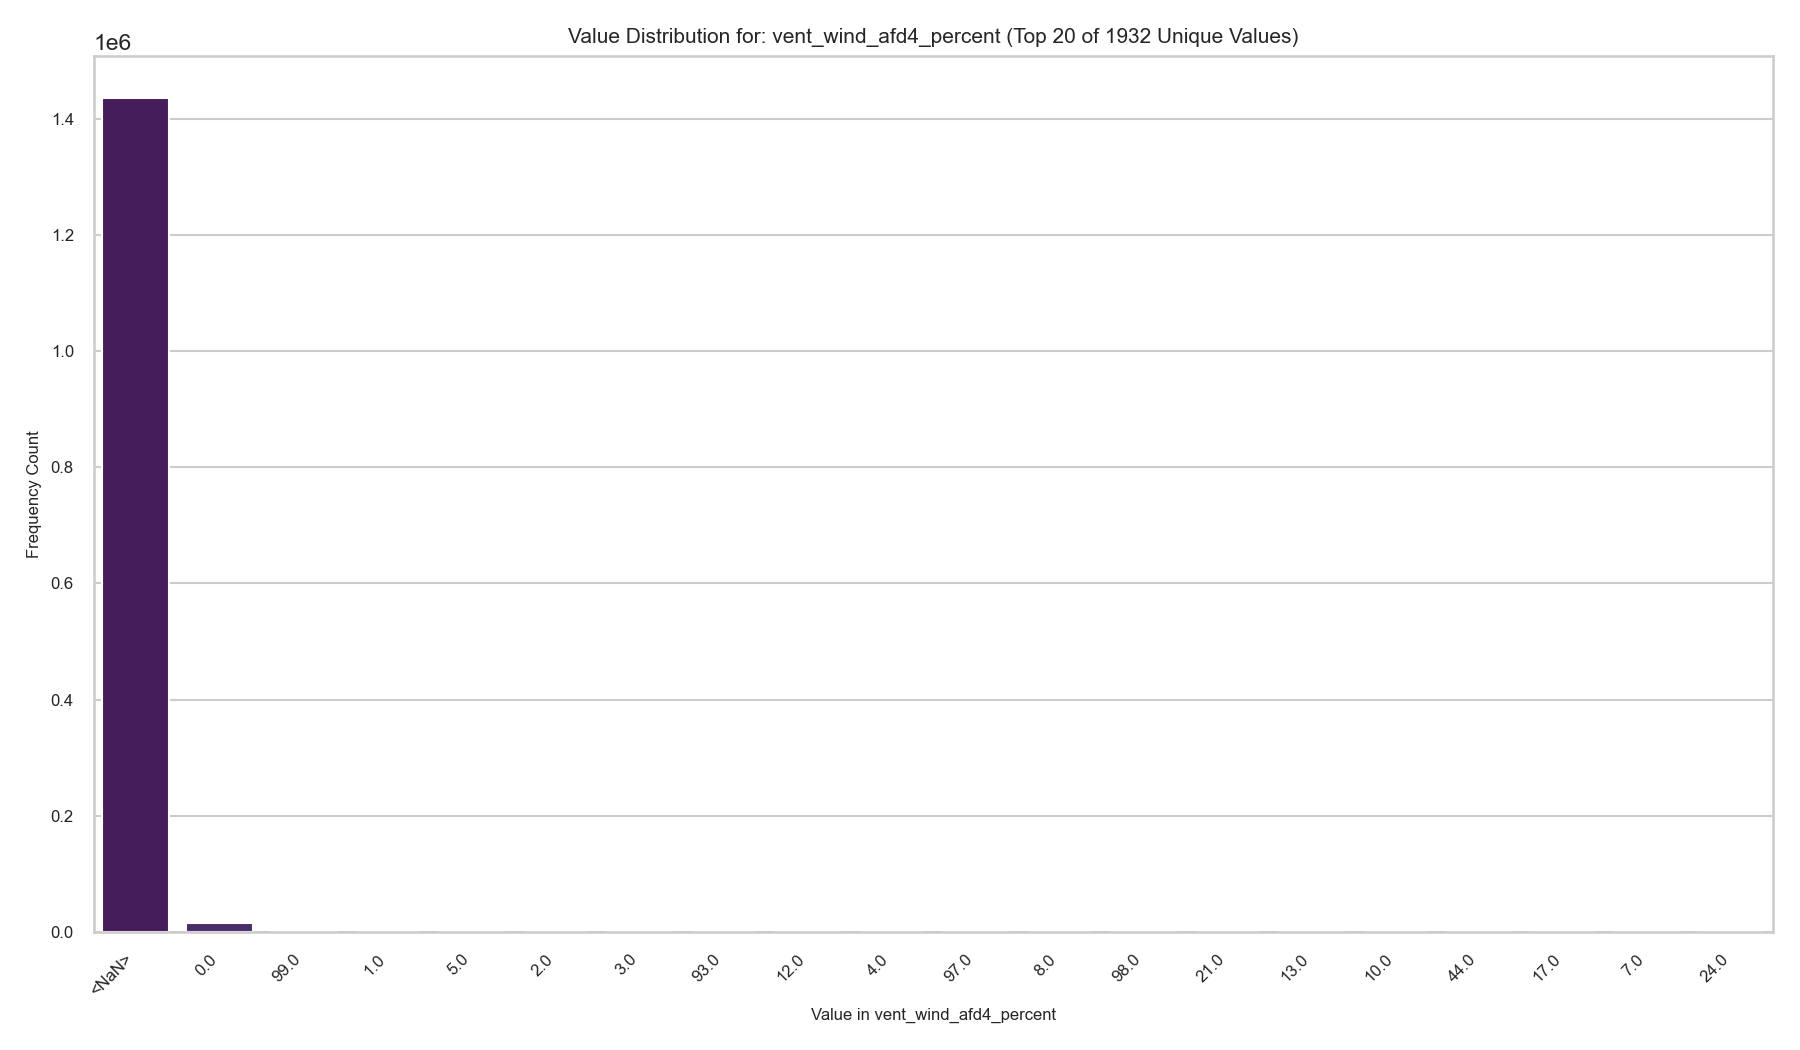 Value Distribution for: vent_wind_afd4_percent (Top 20 of 1932 Unique Values)
1e6
1.4
1.2
1.0
0.8
0.6
0.4
0.2
0.0
Frequency Count
<NaN> 0.0 99.0 1.0 5.0 2.0 3.0 93.0 12.0 4.0 97.0 8.0 98.0 21.0 13.0 10.0 44.0 17.0 7.0 24.0
Value in vent_wind_afd4_percent